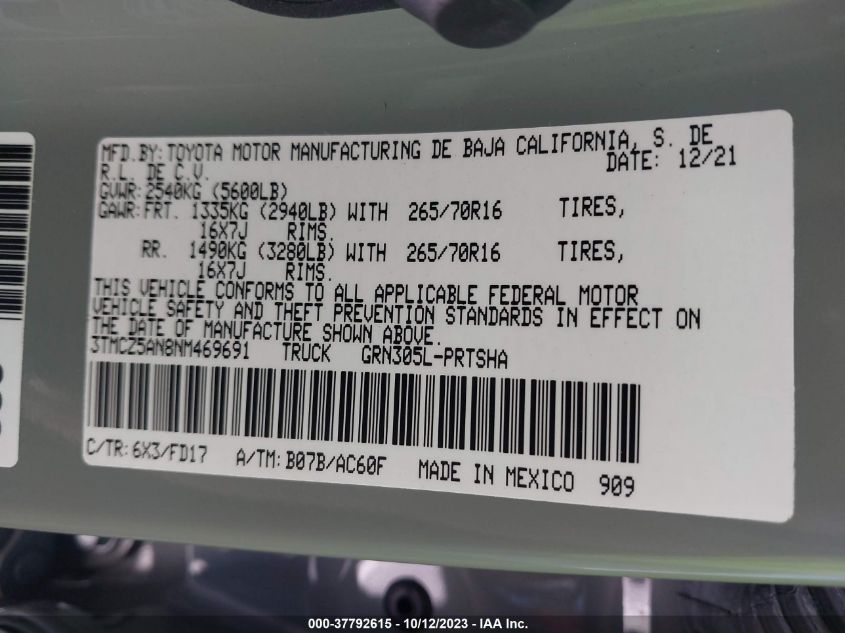 MFD.BY: TOYOTA MOTOR MANUFACTURING DE BAJA CALIFORNIA, S. DE
R.L. DE C.V. DATE: 12/21
GVWR: 2540KG (5600LB)
GAWR: FRT. 1335KG (2940LB) WITH 265/70R16 TIRES,
16X7J RIMS.
RR. 1490KG (3280LB) WITH 265/70R16 TIRES,
16X7J RIMS.
THIS VEHICLE CONFORMS TO ALL APPLICABLE FEDERAL MOTOR
VEHICLE SAFETY AND THEFT PREVENTION STANDARDS IN EFFECT ON
THE DATE OF MANUFACTURE SHOWN ABOVE.
3TMCZ5AN8NM469691 TRUCK GRN305L-PRTSHA
C/TR: 6X3/FD17 A/TM: B07B/AC60F MADE IN MEXICO 909
000-37792615 - 10/12/2023 - IAA Inc.